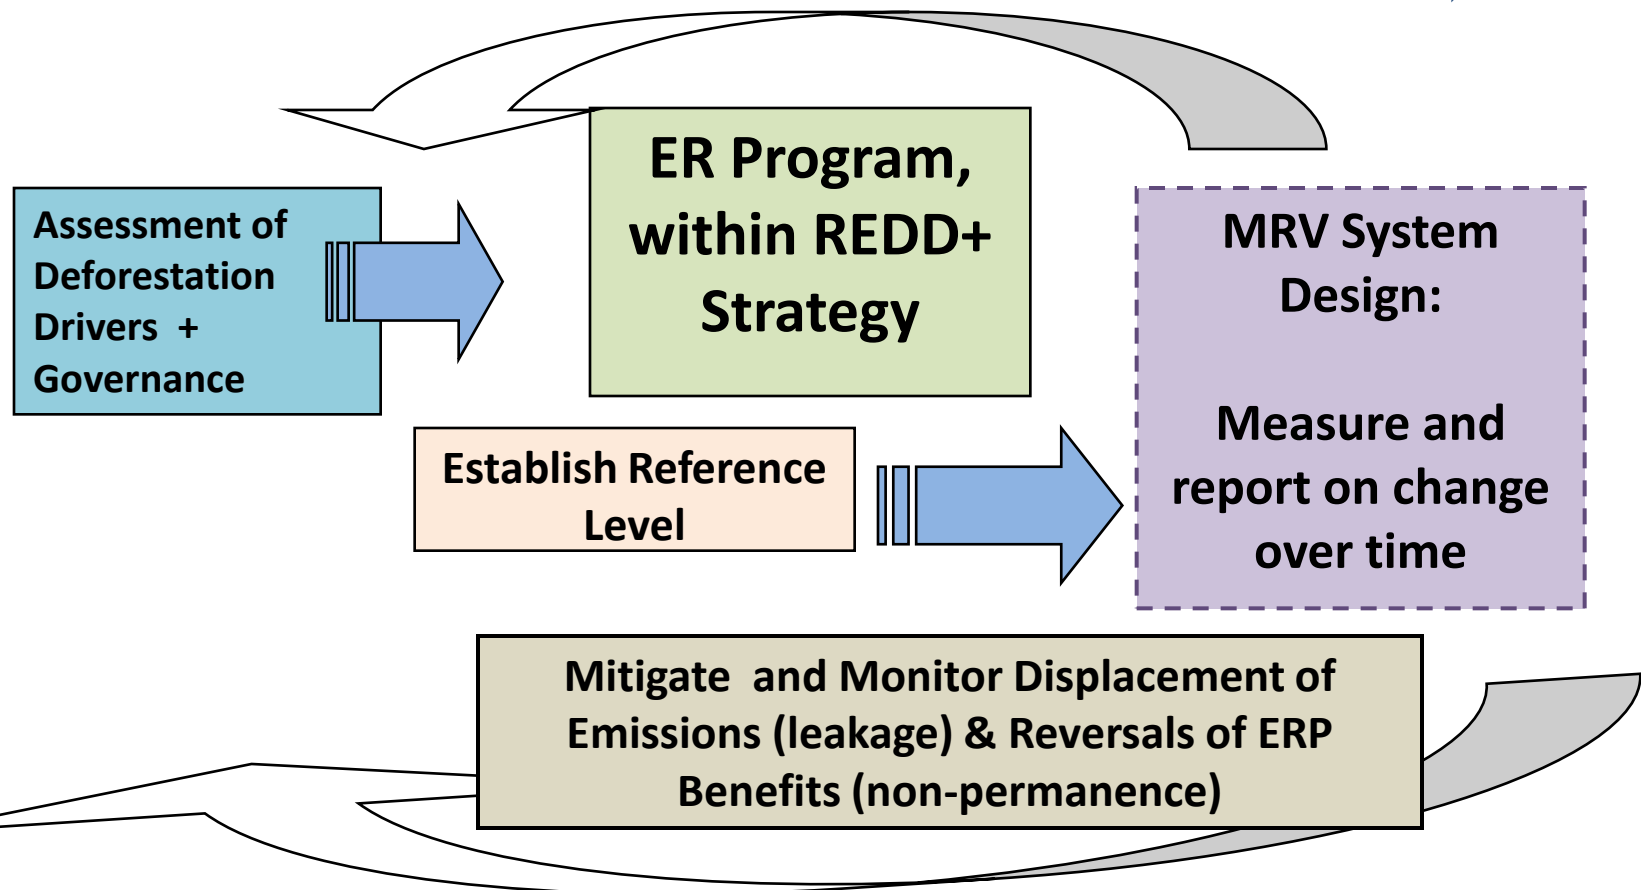 ER Program,
within REDD+
Strategy
Assessment of
Deforestation
Drivers  +
Governance
MRV System
Design:
Measure and
report on change
over time
Establish Reference
Level
Mitigate  and Monitor Displacement of
Emissions (leakage) & Reversals of ERP
Benefits (non-permanence)